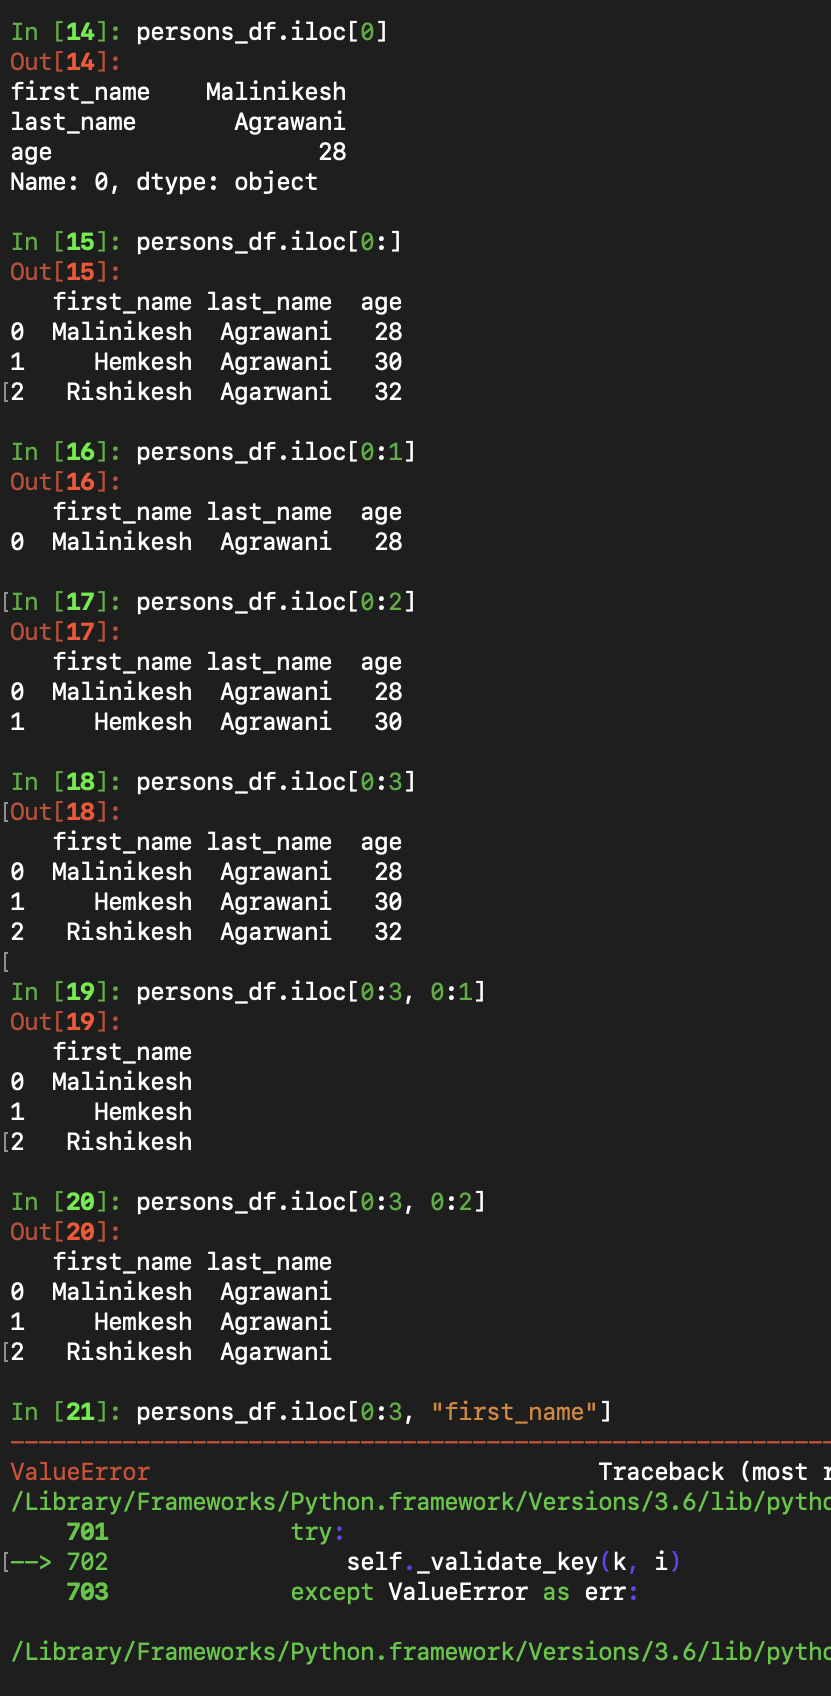 In [14]: persons_df.iloc[0]
Out[14]:
first_name    Malinikesh
last_name       Agrawani
age                   28
Name: 0, dtype: object

In [15]: persons_df.iloc[0:]
Out[15]:
   first_name last_name  age
0  Malinikesh  Agrawani   28
1     Hemkesh  Agrawani   30
[2   Rishikesh  Agarwani   32

In [16]: persons_df.iloc[0:1]
Out[16]:
   first_name last_name  age
0  Malinikesh  Agrawani   28

[In [17]: persons_df.iloc[0:2]
Out[17]:
   first_name last_name  age
0  Malinikesh  Agrawani   28
1     Hemkesh  Agrawani   30

In [18]: persons_df.iloc[0:3]
[Out[18]:
   first_name last_name  age
0  Malinikesh  Agrawani   28
1     Hemkesh  Agrawani   30
2   Rishikesh  Agarwani   32
[
In [19]: persons_df.iloc[0:3, 0:1]
Out[19]:
   first_name
0  Malinikesh
1     Hemkesh
[2   Rishikesh

In [20]: persons_df.iloc[0:3, 0:2]
Out[20]:
   first_name last_name
0  Malinikesh  Agrawani
1     Hemkesh  Agrawani
[2   Rishikesh  Agarwani

In [21]: persons_df.iloc[0:3, "first_name"]
---------------------------------------------------------
ValueError                                Traceback (most r
/Library/Frameworks/Python.framework/Versions/3.6/lib/pytho
    701             try:
[--> 702                 self._validate_key(k, i)
    703             except ValueError as err:

/Library/Frameworks/Python.framework/Versions/3.6/lib/pytho